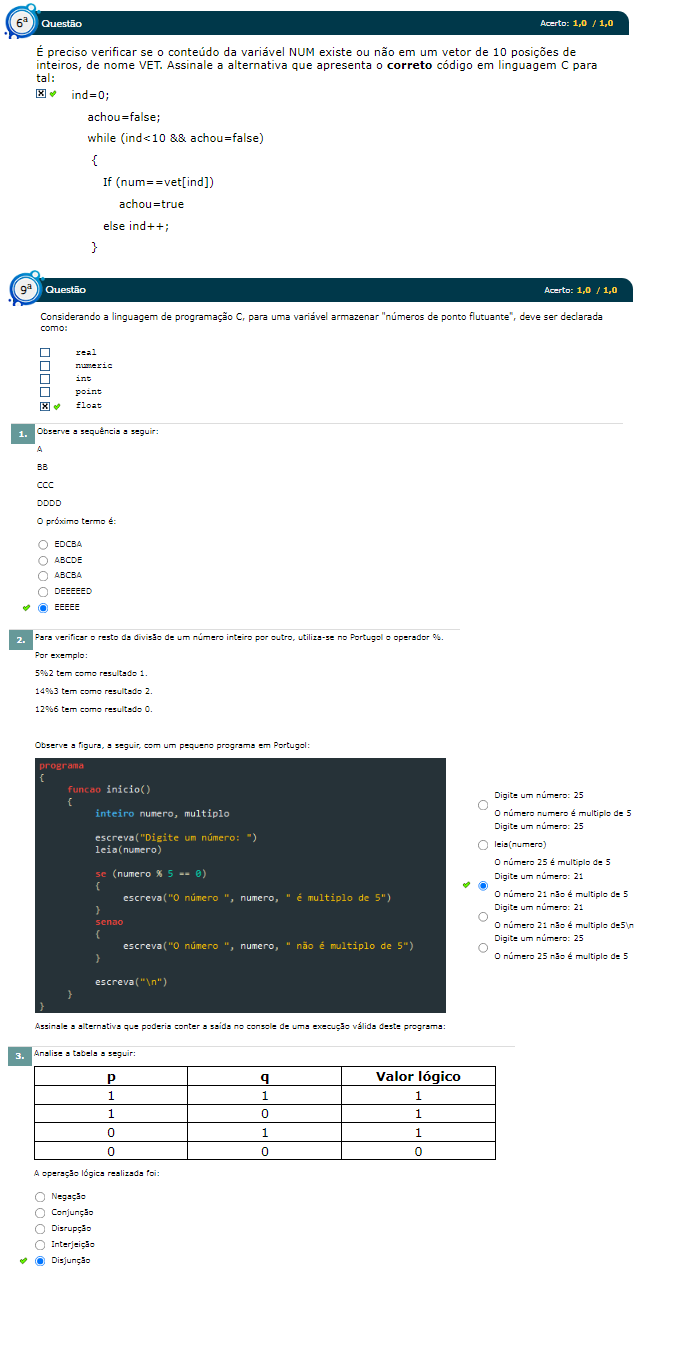 6ª Questão Acerto: 1,0 / 1,0
É preciso verificar se o conteúdo da variável NUM existe ou não em um vetor de 10 posições de
inteiros, de nome VET. Assinale a alternativa que apresenta o correto código em linguagem C para
tal:
ind=0;
achou=false;
while (ind<10 && achou=false)
{
If (num==vet[ind])
achou=true
else ind++;
}
9ª Questão Acerto: 1,0 / 1,0
Considerando a linguagem de programação C, para uma variável armazenar "números de ponto flutuante", deve ser declarada
como:
real
numeric
int
point
float
1. Observe a sequência a seguir:
A
BB
CCC
DDDD
O próximo termo é:
EDCBA
ABCDE
ABCBA
DEEEEED
EEEEE
2. Para verificar o resto da divisão de um número inteiro por outro, utiliza-se no Portugol o operador %.
Por exemplo:
5%2 tem como resultado 1.
14%3 tem como resultado 2.
12%6 tem como resultado 0.
Observe a figura, a seguir, com um pequeno programa em Portugol:
programa
{
funcao inicio()
{
inteiro numero, multiplo
escreva("Digite um número: ")
leia(numero)
se (numero % 5 == 0)
{
escreva("O número ", numero, " é multiplo de 5")
}
senao
{
escreva("O número ", numero, " não é multiplo de 5")
}
escreva("\n")
}
}
Digite um número: 25
O número numero é multiplo de 5
Digite um número: 25
leia(numero)
O número 25 é multiplo de 5
Digite um número: 21
O número 21 não é multiplo de 5
Digite um número: 21
O número 21 não é multiplo de5\n
Digite um número: 25
O número 25 não é multiplo de 5
Assinale a alternativa que poderia conter a saída no console de uma execução válida deste programa:
3. Analise a tabela a seguir:
p q Valor lógico
1 1 1
1 0 1
0 1 1
0 0 0
A operação lógica realizada foi:
Negação
Conjunção
Disrupção
Interjeição
Disjunção